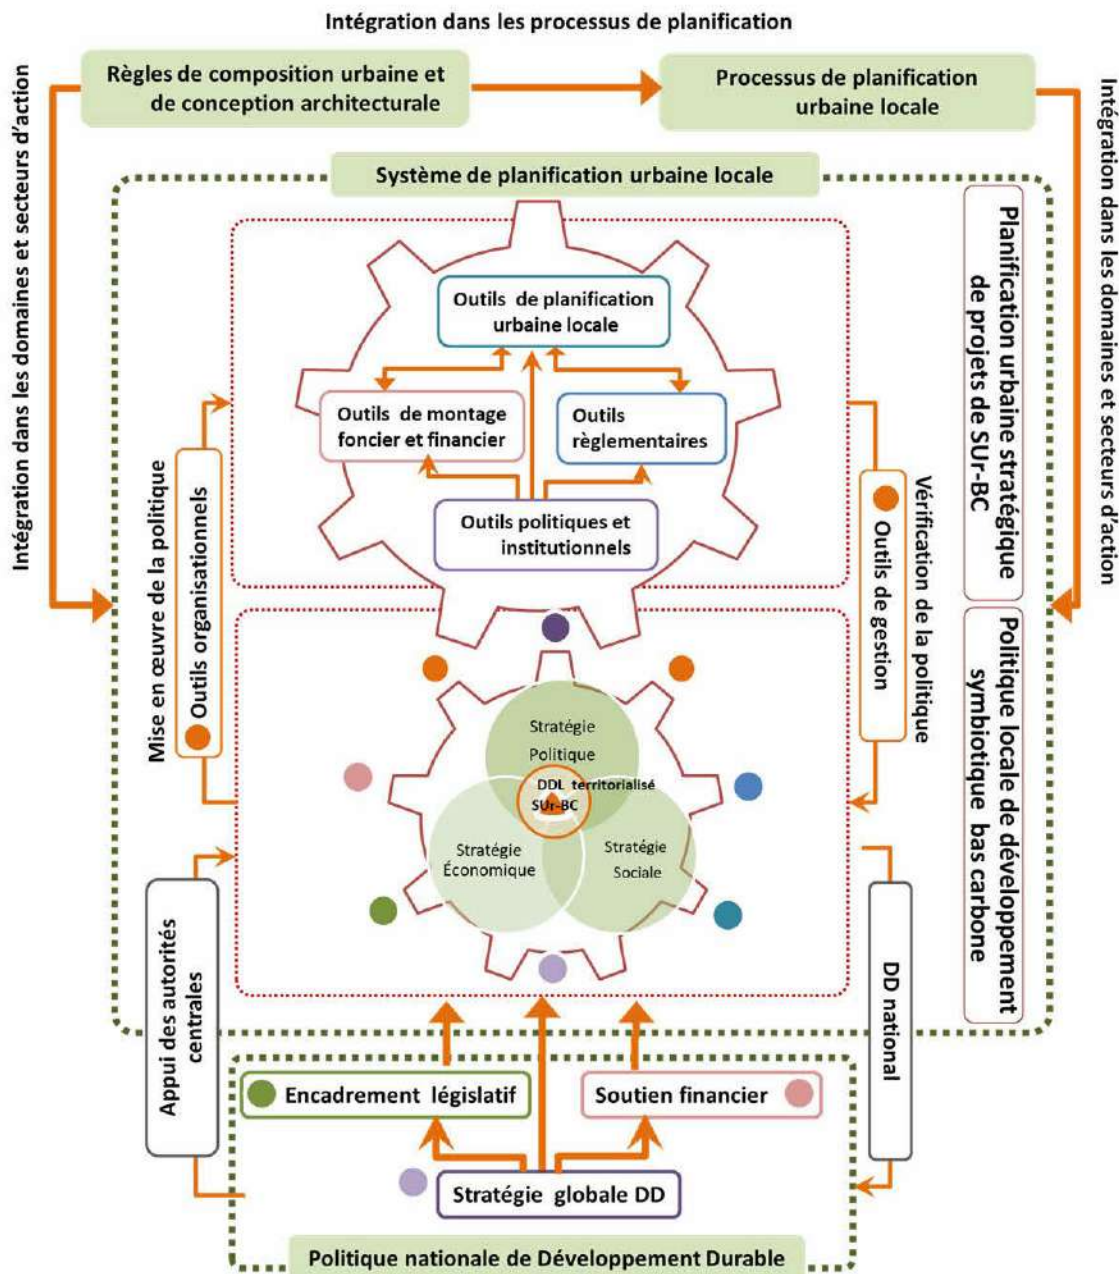 Intégration dans les processus de planification
Règles de composition urbaine et
de conception architecturale
Processus de planification
urbaine locale
Intégration dans les domaines et secteurs d'action
Intégration dans les domaines et secteurs d'action
Système de planification urbaine locale
Outils de planification
urbaine locale
Outils de montage
foncier et financier
Outils
règlementaires
Outils politiques et
institutionnels
Mise en œuvre de la politique
Outils organisationnels
Outils de gestion
Vérification de la politique
Planification urbaine stratégique
de projets de SUr-BC
Politique locale de développement
symbiotique bas carbone
Stratégie
Politique
DDL territorialisé
SUr-BC
Stratégie
Économique
Stratégie
Sociale
Appui des autorités
centrales
DD national
Encadrement législatif
Soutien financier
Stratégie globale DD
Politique nationale de Développement Durable